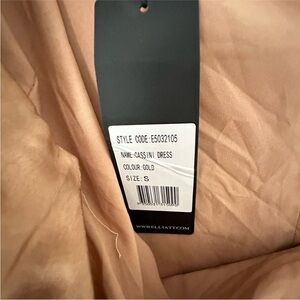 STYLE CODE:E5032105
NAME:CASSINI DRESS
COLOUR:GOLD
SIZE:S
WWW.ELLIATT.COM